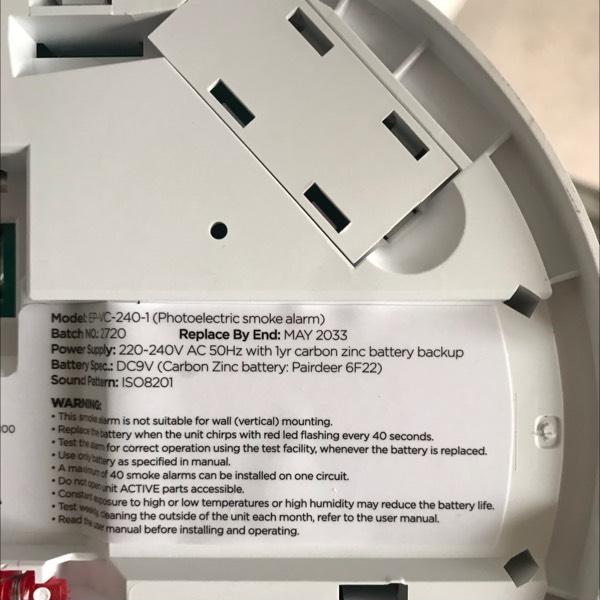 Model: EP-VC-240-1 (Photoelectric smoke alarm)
Batch NO.: 2720 Replace By End: MAY 2033
Power Supply: 220-240V AC 50Hz with 1yr carbon zinc battery backup
Battery Spec.: DC9V (Carbon Zinc battery: Pairdeer 6F22)
Sound Pattern: ISO8201
WARNING:
• This smoke alarm is not suitable for wall (vertical) mounting.
• Replace the battery when the unit chirps with red led flashing every 40 seconds.
• Test the alarm for correct operation using the test facility, whenever the battery is replaced.
• Use only battery as specified in manual.
• A maximum of 40 smoke alarms can be installed on one circuit.
• Do not open unit ACTIVE parts accessible.
• Constant exposure to high or low temperatures or high humidity may reduce the battery life.
• Test weekly, cleaning the outside of the unit each month, refer to the user manual.
• Read the user manual before installing and operating.